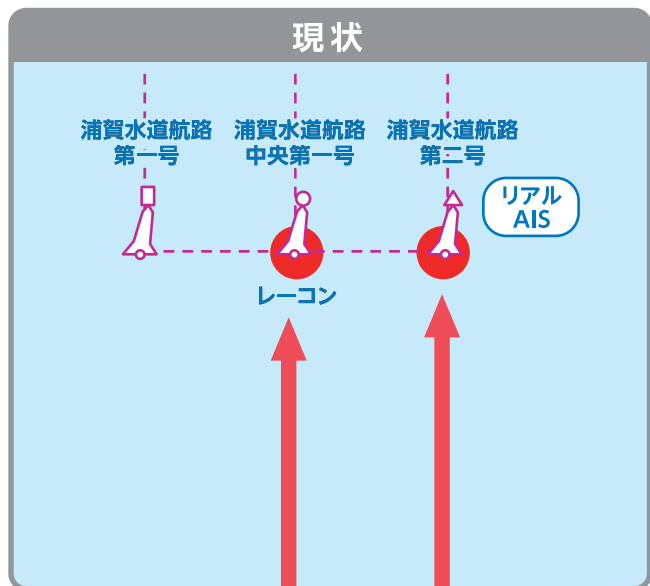 現状
浦賀水道航路
第一号
浦賀水道航路
中央第一号
浦賀水道航路
第二号
リアル
AIS
レーコン